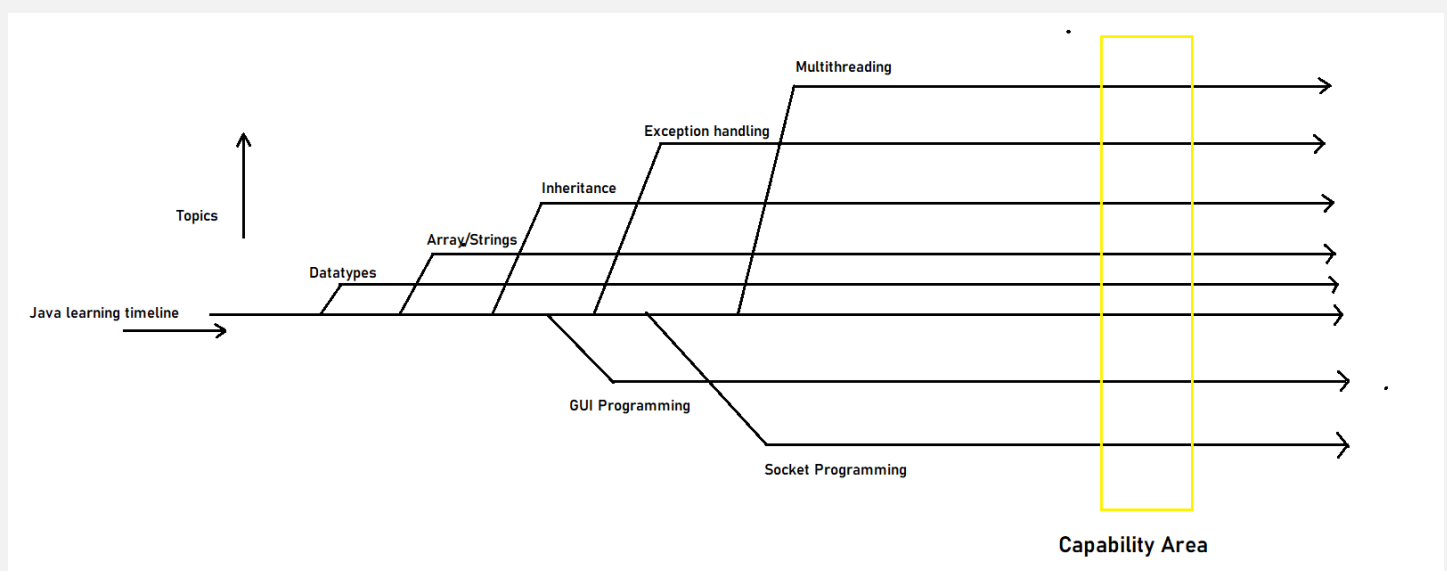 Multithreading
Exception handling
Inheritance
Topics
Array/Strings
Datatypes
Java learning timeline
GUI Programming
Socket Programming
Capability Area